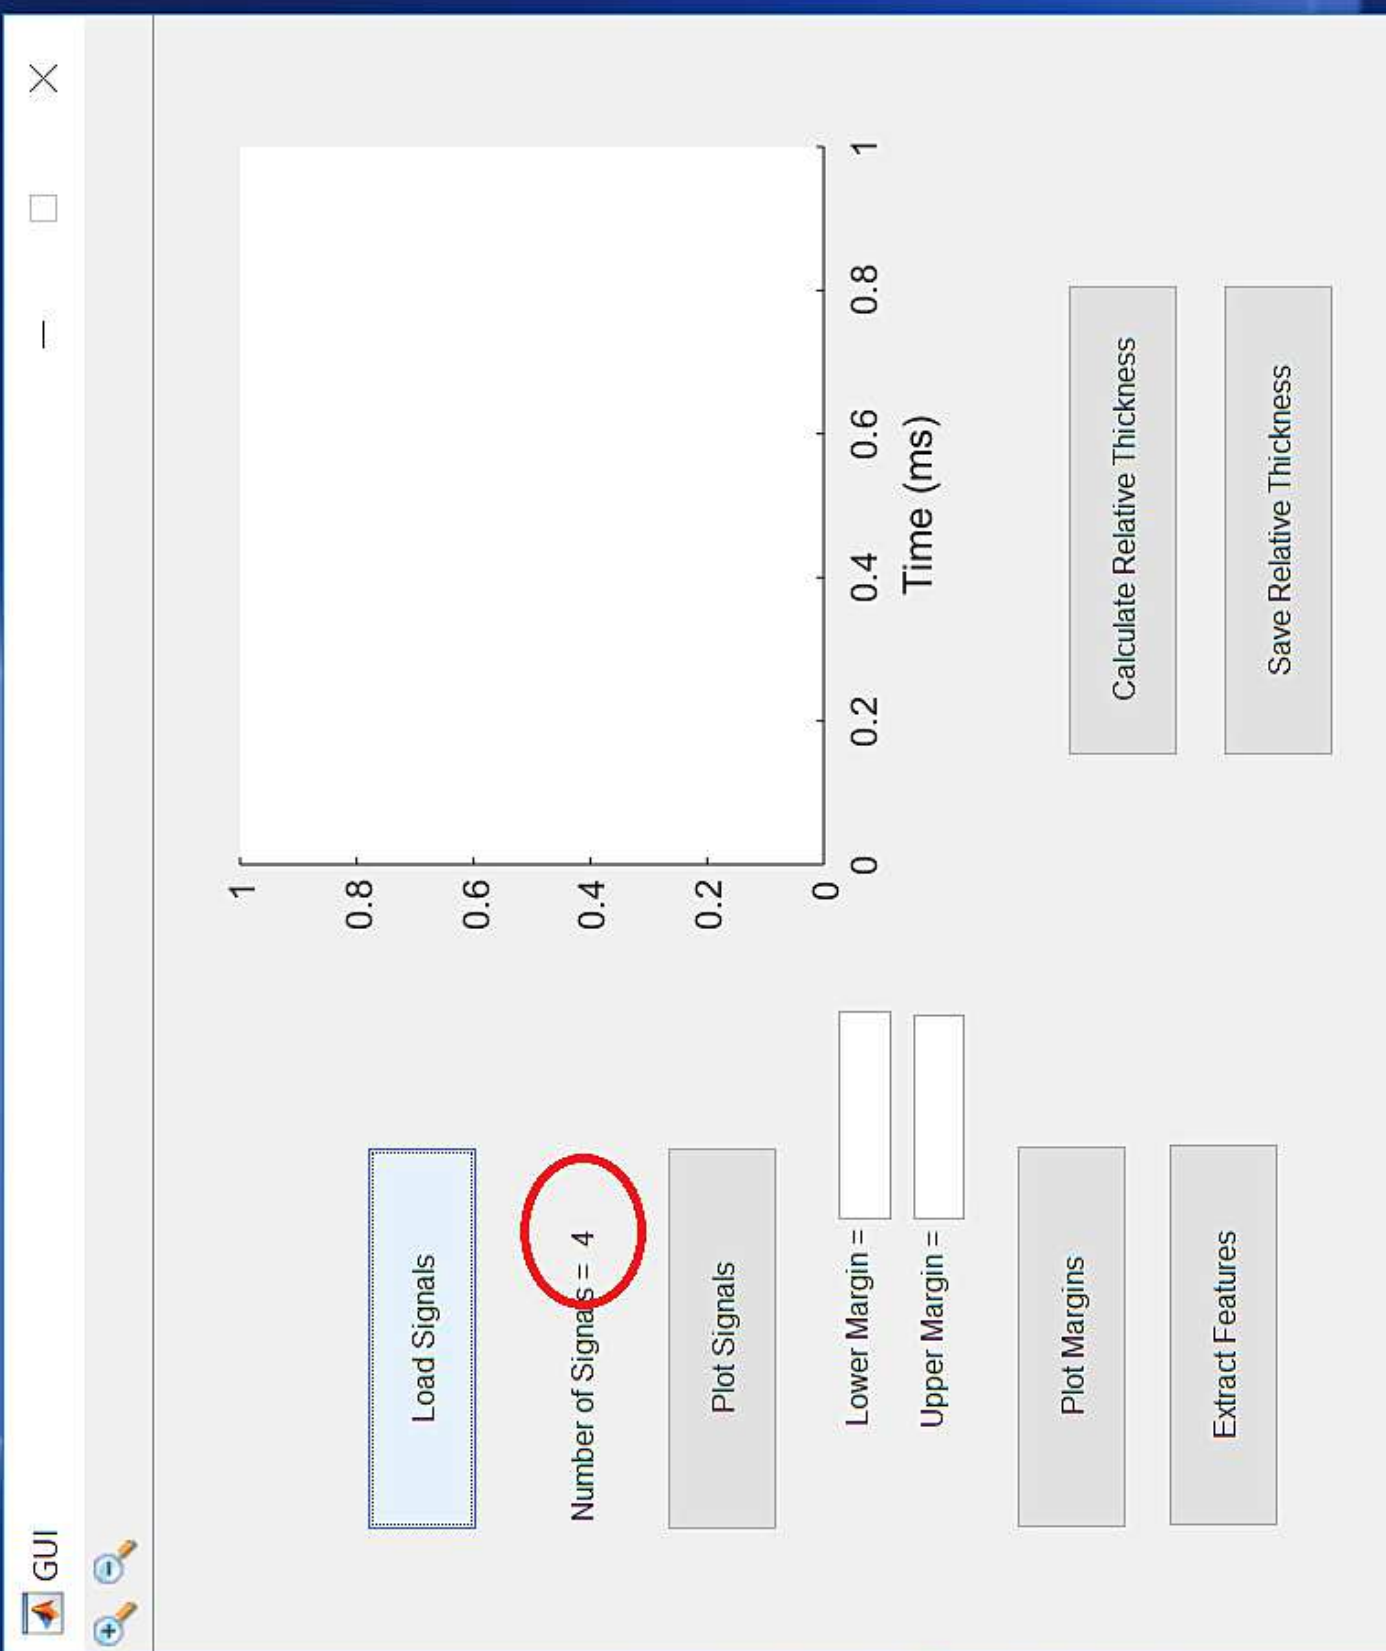 GUI
Load Signals
Number of Signals = 4
Plot Signals
Lower Margin =
Upper Margin =
Plot Margins
Extract Features
1
0.8
0.6
0.4
0.2
0
0 0.2 0.4 0.6 0.8 1
Time (ms)
Calculate Relative Thickness
Save Relative Thickness